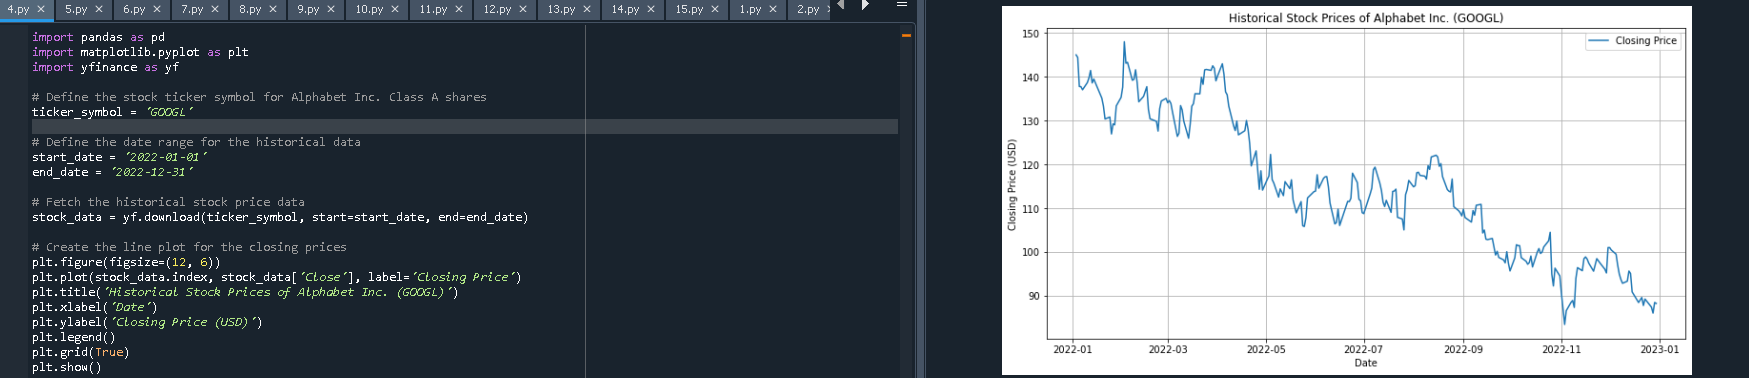 4.py × 5.py × 6.py × 7.py × 8.py × 9.py × 10.py × 11.py × 12.py × 13.py × 14.py × 15.py × 1.py × 2.py
import pandas as pd
import matplotlib.pyplot as plt
import yfinance as yf
# Define the stock ticker symbol for Alphabet Inc. Class A shares
ticker_symbol = 'GOOGL'
# Define the date range for the historical data
start_date = '2022-01-01'
end_date = '2022-12-31'
# Fetch the historical stock price data
stock_data = yf.download(ticker_symbol, start=start_date, end=end_date)
# Create the line plot for the closing prices
plt.figure(figsize=(12, 6))
plt.plot(stock_data.index, stock_data['Close'], label='Closing Price')
plt.title('Historical Stock Prices of Alphabet Inc. (GOOGL)')
plt.xlabel('Date')
plt.ylabel('Closing Price (USD)')
plt.legend()
plt.grid(True)
plt.show()
Historical Stock Prices of Alphabet Inc. (GOOGL)
Closing Price
Closing Price (USD)
150
140
130
120
110
100
90
2022-01 2022-03 2022-05 2022-07 2022-09 2022-11 2023-01
Date